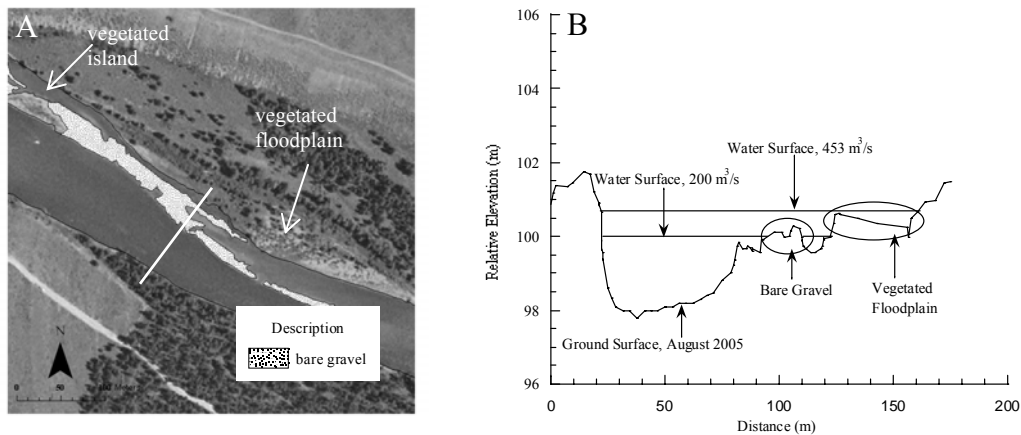 A
vegetated
island
vegetated
floodplain
N
Description
bare gravel
B
106
104
102
100
98
96
Relative Elevation (m)
Water Surface, 453 m³/s
Water Surface, 200 m³/s
Bare Gravel
Vegetated
Floodplain
Ground Surface, August 2005
0
50
100
150
200
Distance (m)